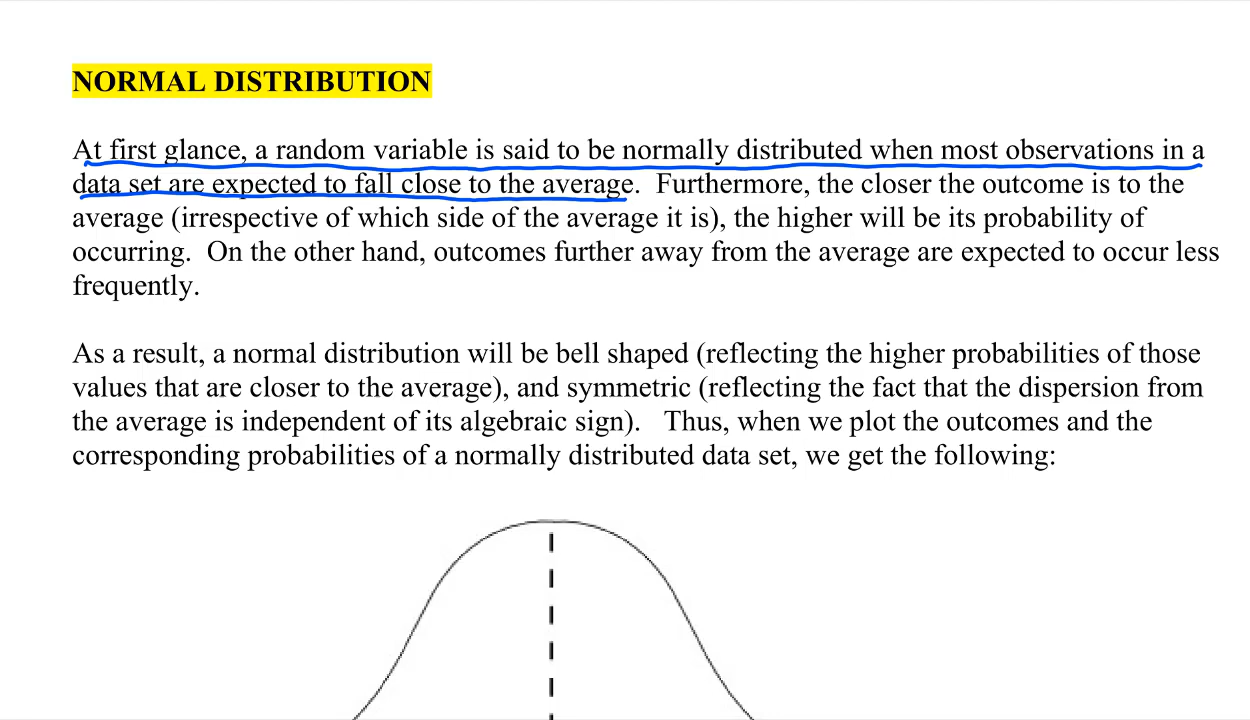 NORMAL DISTRIBUTION
At first glance, a random variable is said to be normally distributed when most observations in a
data set are expected to fall close to the average. Furthermore, the closer the outcome is to the
average (irrespective of which side of the average it is), the higher will be its probability of
occurring. On the other hand, outcomes further away from the average are expected to occur less
frequently.
As a result, a normal distribution will be bell shaped (reflecting the higher probabilities of those
values that are closer to the average), and symmetric (reflecting the fact that the dispersion from
the average is independent of its algebraic sign). Thus, when we plot the outcomes and the
corresponding probabilities of a normally distributed data set, we get the following: